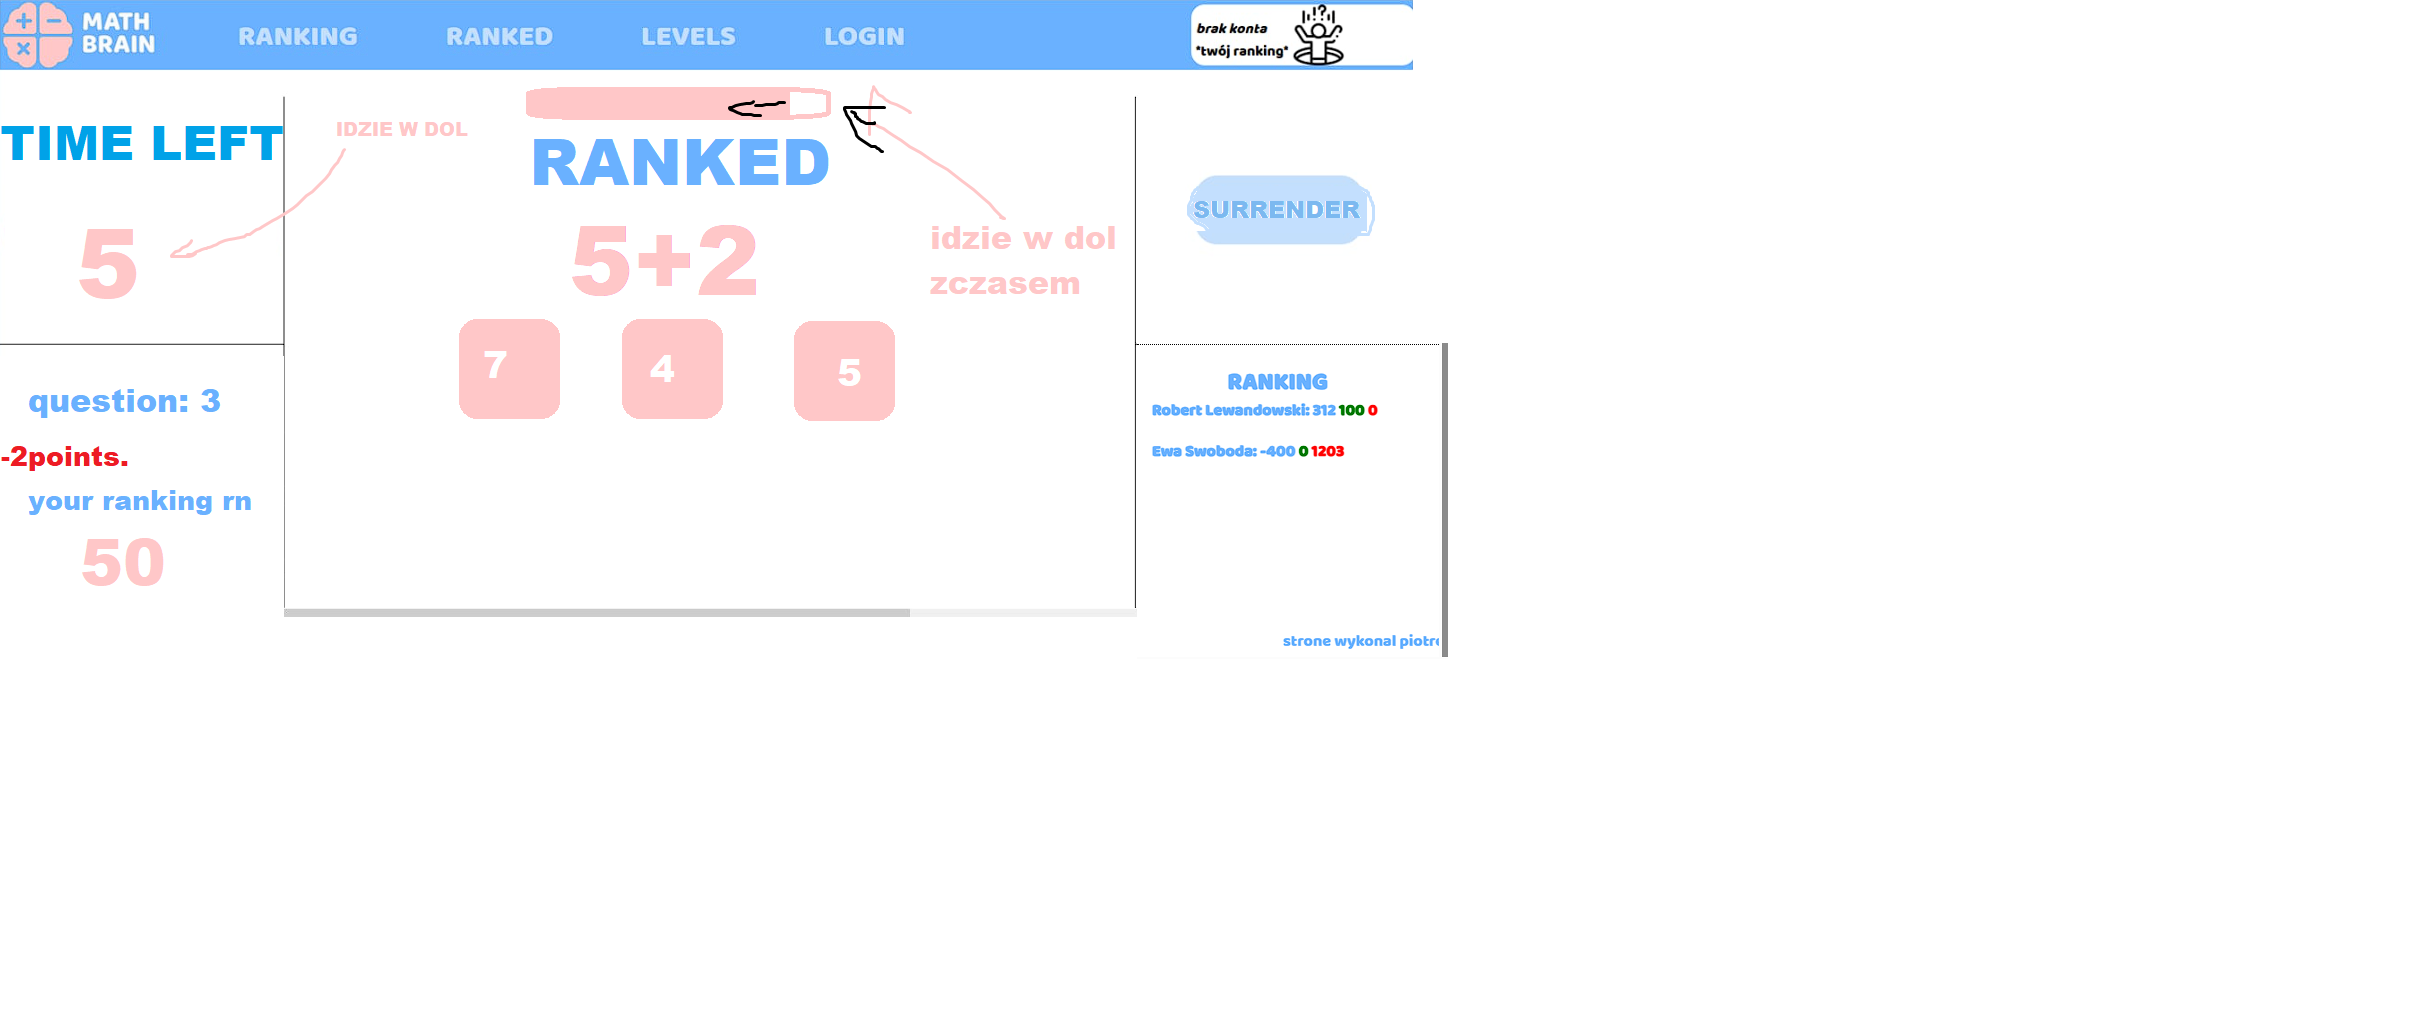 MATH
BRAIN
RANKING
RANKED
LEVELS
LOGIN
brak konta
*twój ranking*
TIME LEFT
IDZIE W DOL
5
RANKED
5+2
idzie w dol
zczasem
7
4
5
SURRENDER
question: 3
-2points.
your ranking rn
50
RANKING
Robert Lewandowski: 312 100 0
Ewa Swoboda: -400 0 1203
strone wykonal